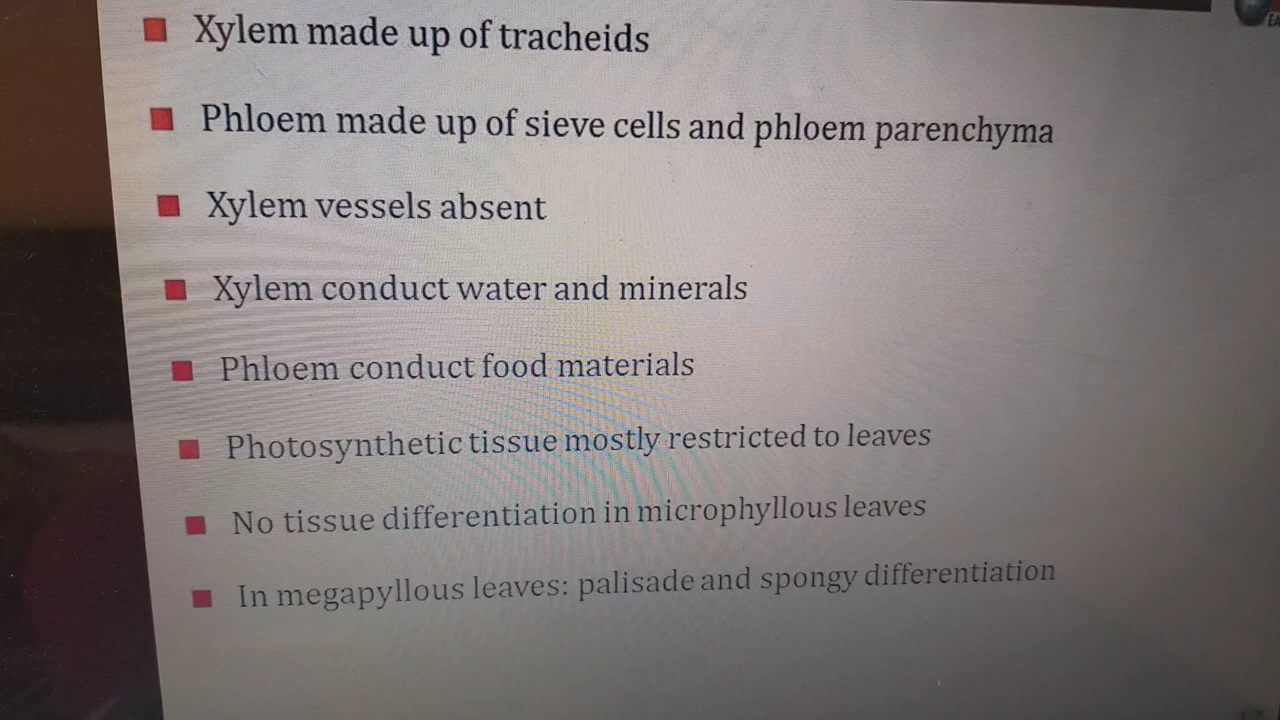 Xylem made up of tracheids
Phloem made up of sieve cells and phloem parenchyma
Xylem vessels absent
Xylem conduct water and minerals
Phloem conduct food materials
Photosynthetic tissue mostly restricted to leaves
No tissue differentiation in microphyllous leaves
In megapyllous leaves: palisade and spongy differentiation